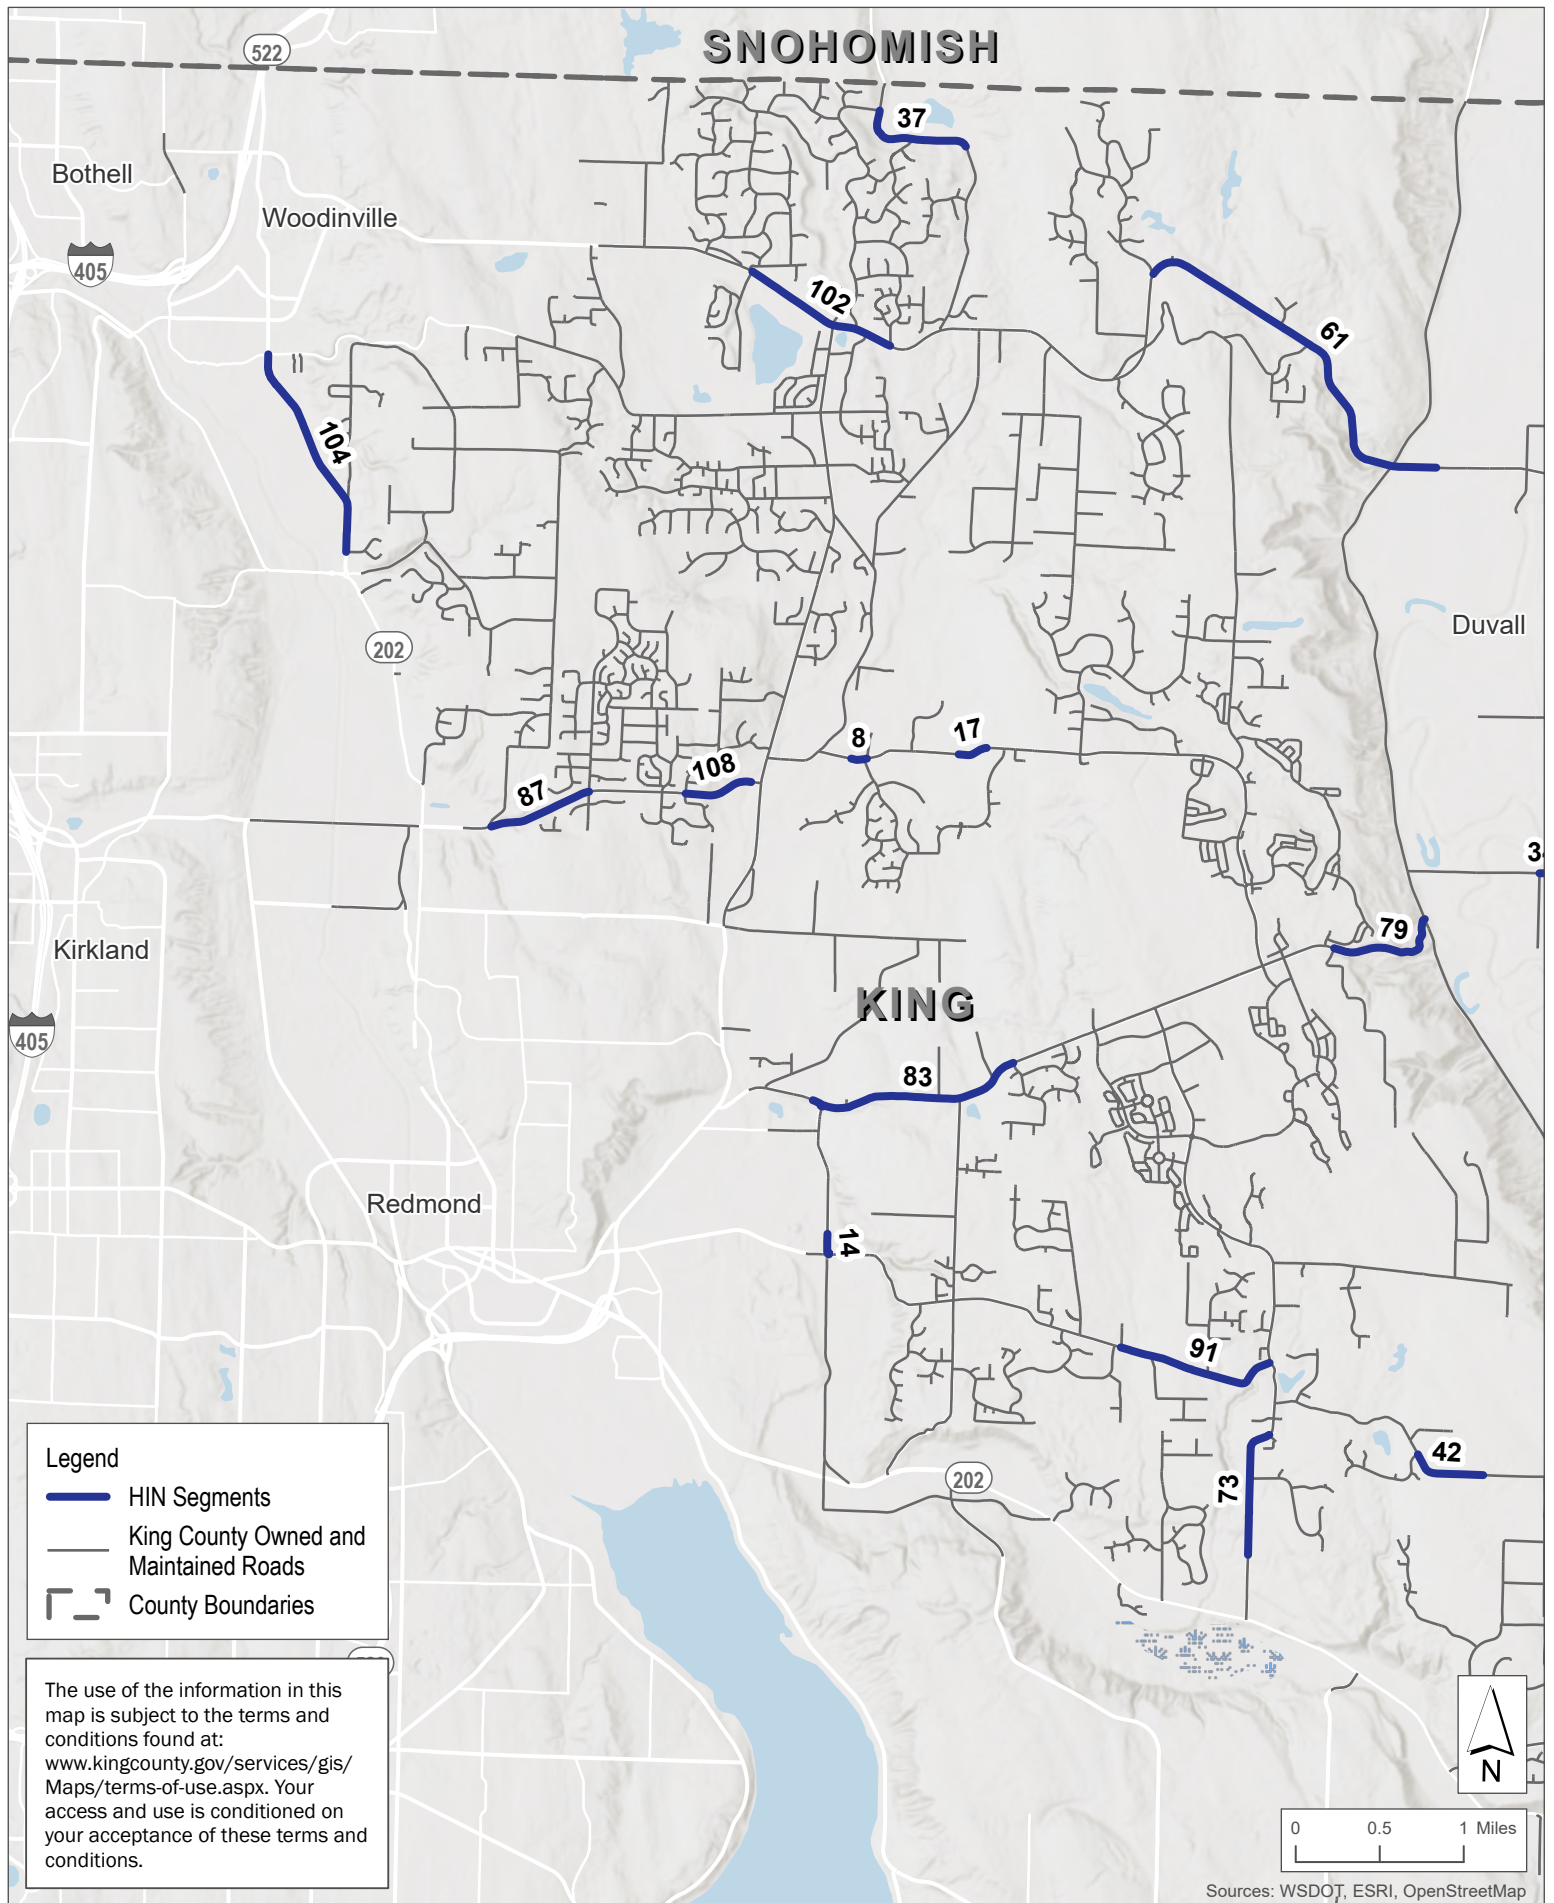 SNOHOMISH
522
37
Bothell
Woodinville
405
102
61
104
Duvall
202
17
8
108
87
79
Kirkland
KING
405
83
Redmond
14
91
42
202
73
Legend
HIN Segments
King County Owned and
Maintained Roads
County Boundaries
The use of the information in this
map is subject to the terms and
conditions found at:
www.kingcounty.gov/services/gis/
Maps/terms-of-use.aspx. Your
access and use is conditioned on
your acceptance of these terms and
conditions.
N
0 0.5 1 Miles
Sources: WSDOT, ESRI, OpenStreetMap